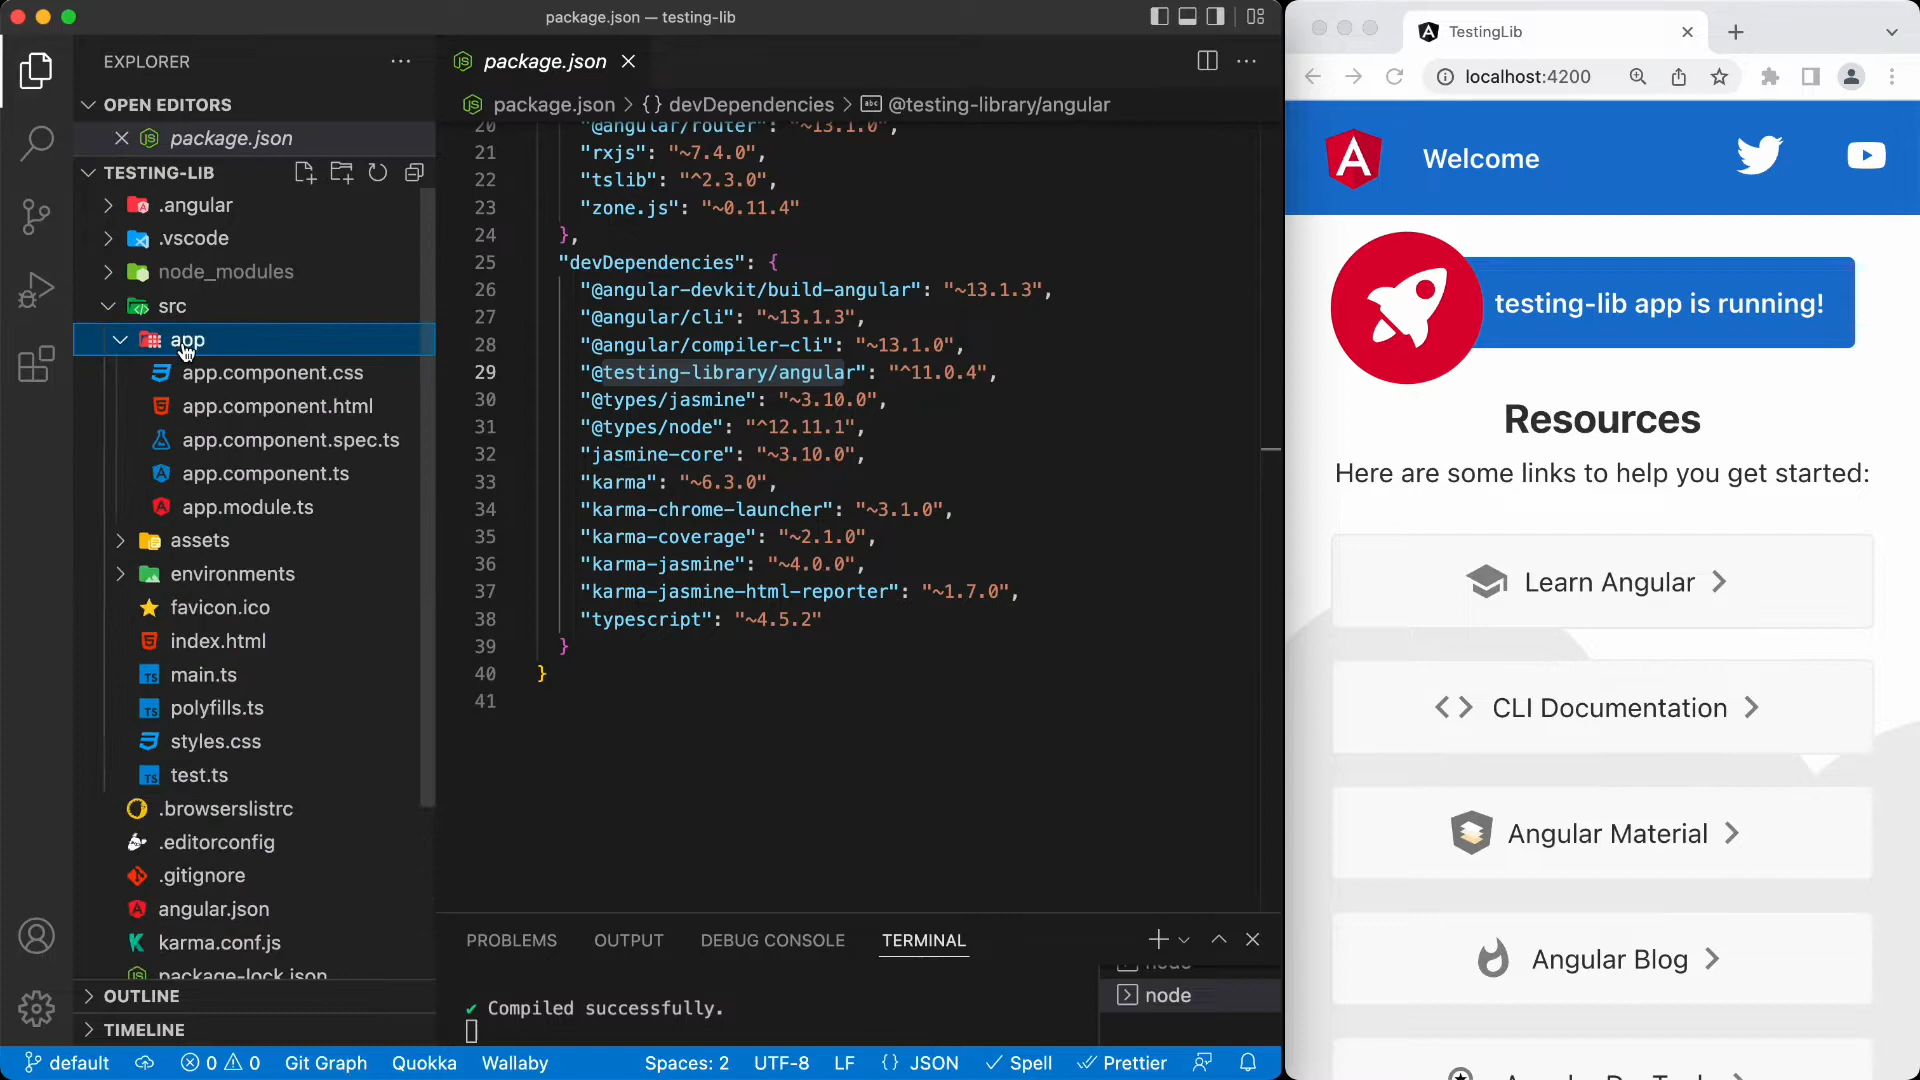 package.json — testing-lib
EXPLORER
OPEN EDITORS
package.json
TESTING-LIB
.angular
.vscode
node_modules
src
app
app.component.css
app.component.html
app.component.spec.ts
app.component.ts
app.module.ts
assets
environments
favicon.ico
index.html
main.ts
polyfills.ts
styles.css
test.ts
.browserslistrc
.editorconfig
.gitignore
angular.json
karma.conf.js
package-lock.json
OUTLINE
TIMELINE
package.json
package.json > {} devDependencies > @testing-library/angular
20 "@angular/router": "~13.1.0",
21 "rxjs": "~7.4.0",
22 "tslib": "^2.3.0",
23 "zone.js": "~0.11.4"
24 },
25 "devDependencies": {
26 "@angular-devkit/build-angular": "~13.1.3",
27 "@angular/cli": "~13.1.3",
28 "@angular/compiler-cli": "~13.1.0",
29 "@testing-library/angular": "^11.0.4",
30 "@types/jasmine": "~3.10.0",
31 "@types/node": "^12.11.1",
32 "jasmine-core": "~3.10.0",
33 "karma": "~6.3.0",
34 "karma-chrome-launcher": "~3.1.0",
35 "karma-coverage": "~2.1.0",
36 "karma-jasmine": "~4.0.0",
37 "karma-jasmine-html-reporter": "~1.7.0",
38 "typescript": "~4.5.2"
39 }
40 }
41
PROBLEMS OUTPUT DEBUG CONSOLE TERMINAL
✔ Compiled successfully.
node
node
default 0 0 Git Graph Quokka Wallaby Spaces: 2 UTF-8 LF {} JSON Spell Prettier
TestingLib
localhost:4200
Welcome
testing-lib app is running!
Resources
Here are some links to help you get started:
Learn Angular
CLI Documentation
Angular Material
Angular Blog